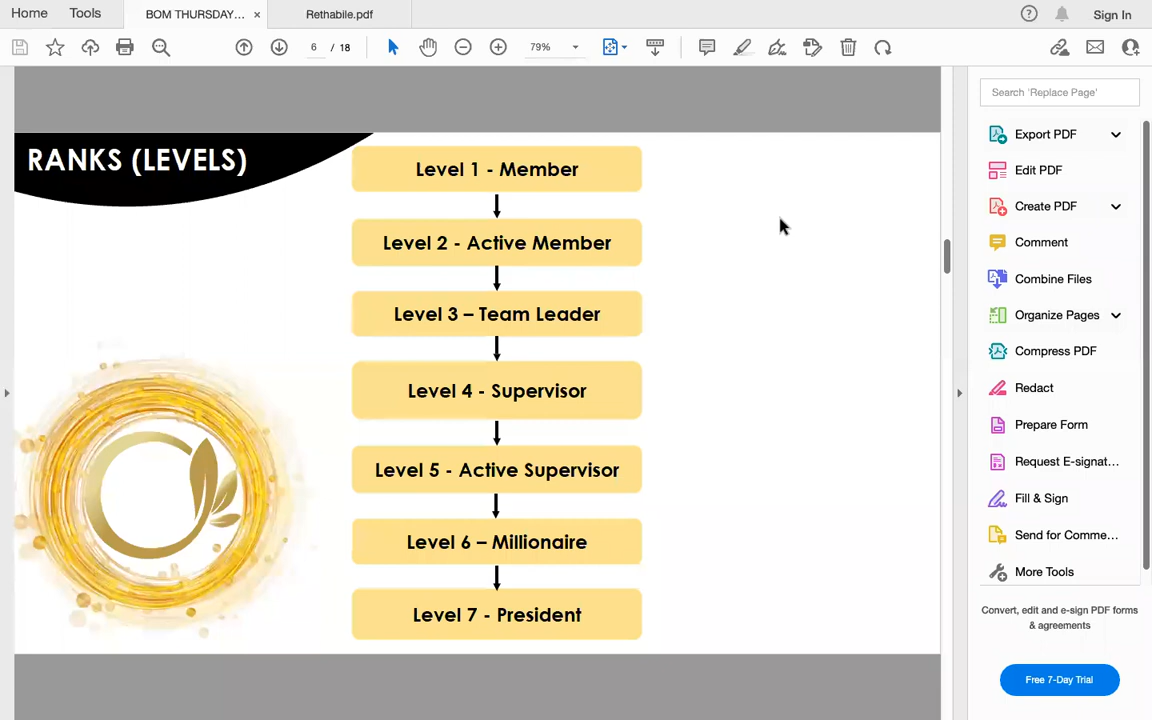 Home
Tools
BOM THURSDAY...
×
Rethabile.pdf
Sign In
6 / 18
79%
RANKS (LEVELS)
Level 1 - Member
Level 2 - Active Member
Level 3 – Team Leader
Level 4 - Supervisor
Level 5 - Active Supervisor
Level 6 – Millionaire
Level 7 - President
Search 'Replace Page'
Export PDF
Edit PDF
Create PDF
Comment
Combine Files
Organize Pages
Compress PDF
Redact
Prepare Form
Request E-signat...
Fill & Sign
Send for Comme...
More Tools
Convert, edit and e-sign PDF forms
& agreements
Free 7-Day Trial